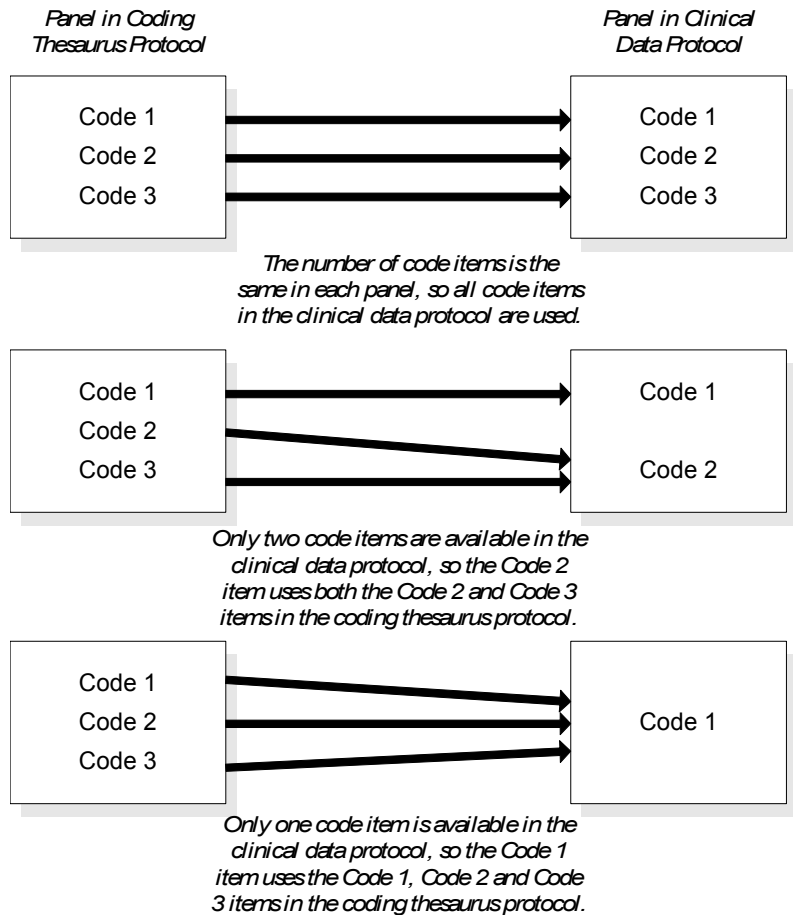 Panel in Coding
Thesaurus Protocol
Panel in Clinical
Data Protocol
Code 1
Code 2
Code 3
Code 1
Code 2
Code 3
The number of code items is the
same in each panel, so all code items
in the clinical data protocol are used.
Code 1
Code 2
Code 3
Code 1
Code 2
Only two code items are available in the
clinical data protocol, so the Code 2
item uses both the Code 2 and Code 3
items in the coding thesaurus protocol.
Code 1
Code 2
Code 3
Code 1
Only one code item is available in the
clinical data protocol, so the Code 1
item uses the Code 1, Code 2 and Code
3 items in the coding thesaurus protocol.